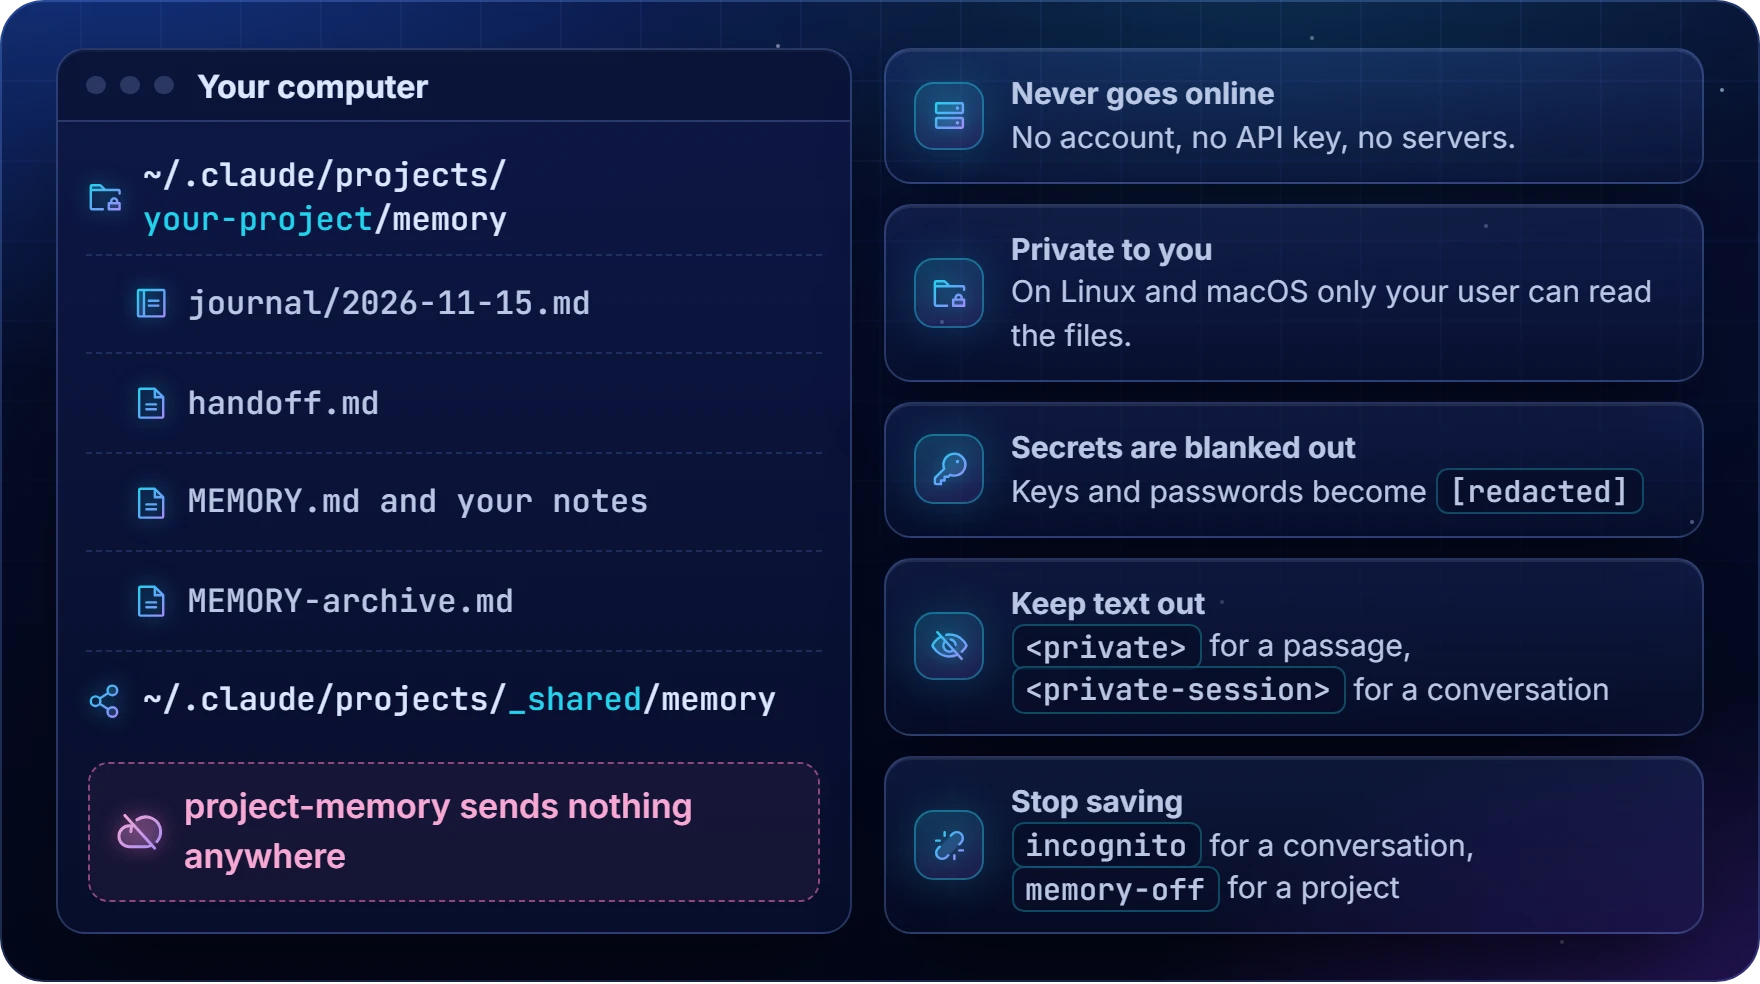 Your computer
~/.claude/projects/
your-project/memory
journal/2026-11-15.md
handoff.md
MEMORY.md and your notes
MEMORY-archive.md
~/.claude/projects/_shared/memory
project-memory sends nothing
anywhere
Never goes online
No account, no API key, no servers.
Private to you
On Linux and macOS only your user can read
the files.
Secrets are blanked out
Keys and passwords become [redacted]
Keep text out
<private> for a passage,
<private-session> for a conversation
Stop saving
incognito for a conversation,
memory-off for a project